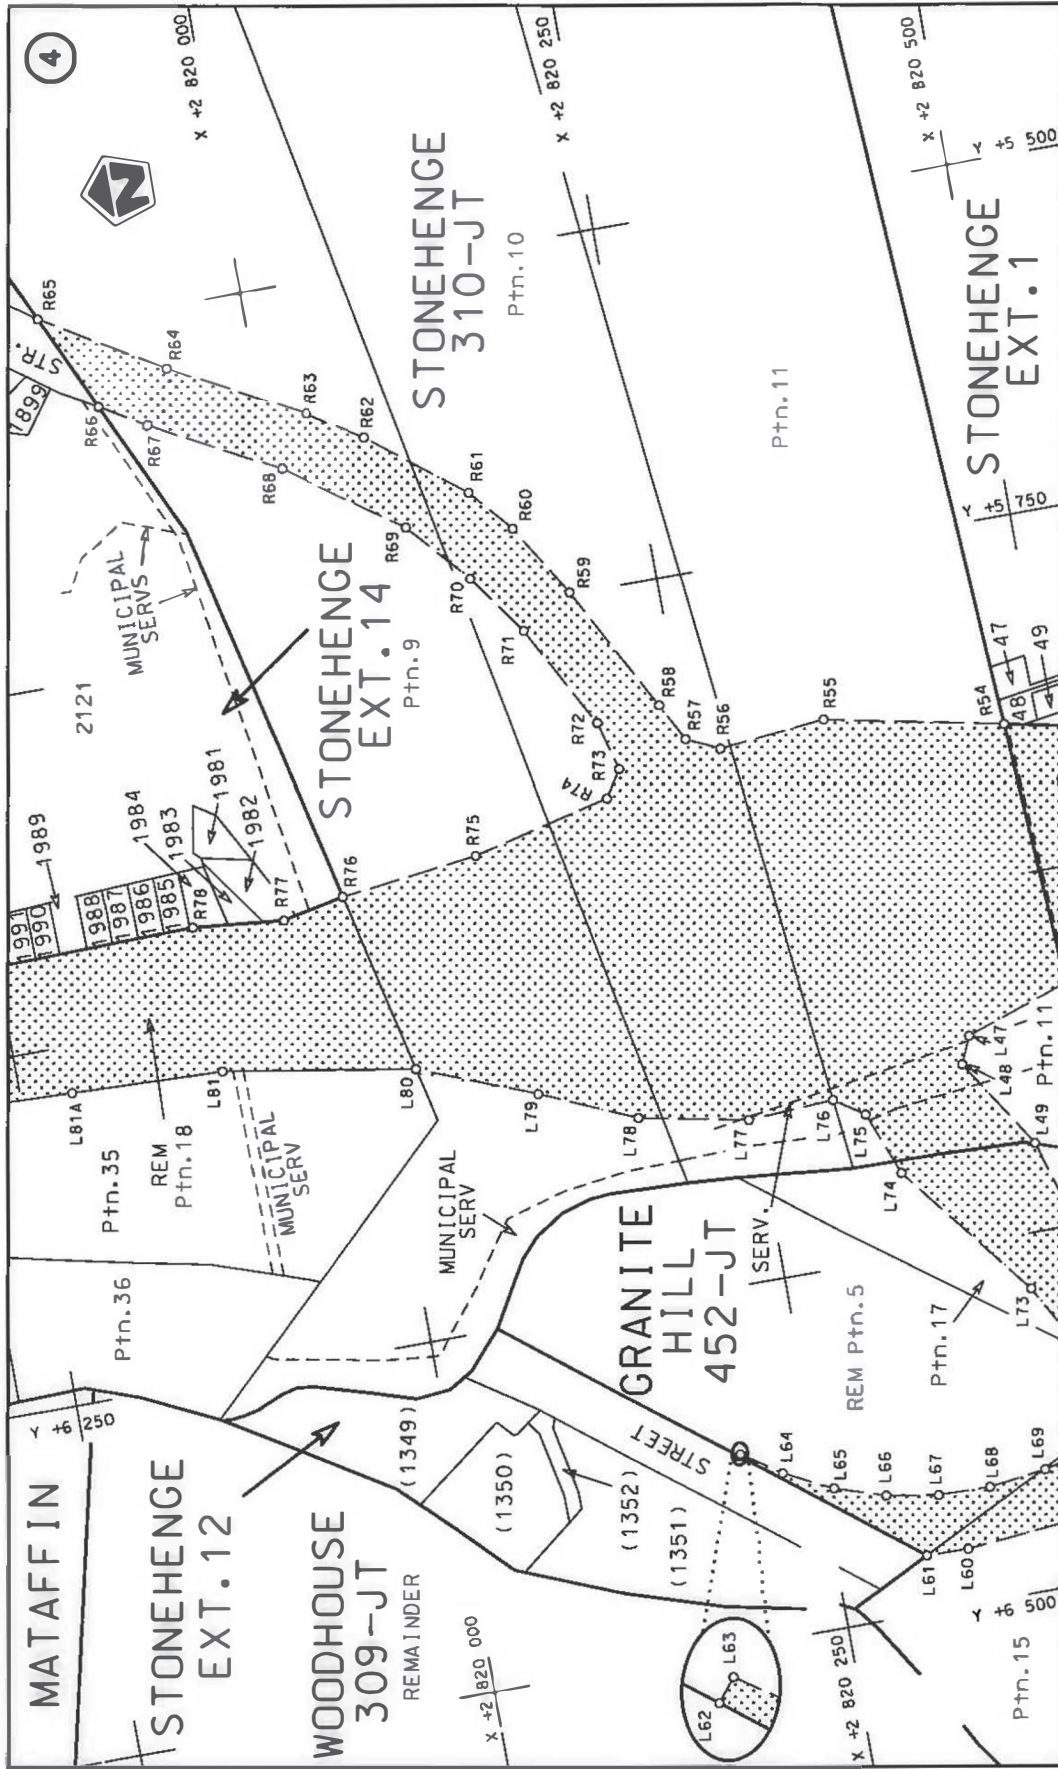 4
N
MATAFFIN
STONEHENGE
EXT.12
WOODHOUSE
309-JT
REMAINDER
X +2 820 000
Y +6 250
Ptn.36
Ptn.35
REM
Ptn.18
MUNICIPAL
SERV
MUNICIPAL
SERV
L81A
L81
L80
L79
L78
L77
L76
L75
L74
L73
1991
1990
1989
1988
1987
1986
1985
1984
1983
1981
1982
R78
R77
R76
R75
R74
R73
R72
R71
R70
R69
R68
R67
R66
R65
R64
R63
R62
R61
R60
R59
R58
R57
R56
R55
R54
2121
MUNICIPAL
SERVS
1899
STR.
X +2 820 000
STONEHENGE
EXT.14
Ptn.9
STONEHENGE
310-JT
Ptn.10
X +2 820 250
Ptn.11
X +2 820 500
Y +5 500
STONEHENGE
EXT.1
Y +5 750
47
48
49
(1349)
(1350)
(1352)
(1351)
STREET
GRANITE
HILL
452-JT
SERV.
REM Ptn.5
Ptn.17
L47
L48
Ptn.11
L49
L64
L65
L66
L67
L68
L69
L61
L60
L62
L63
X +2 820 250
Y +6 500
Ptn.15